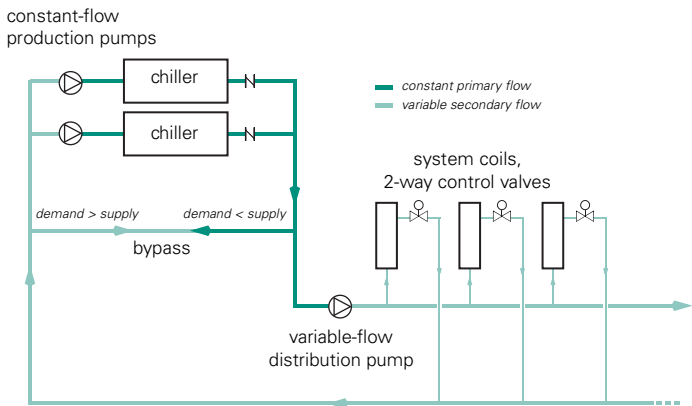 constant-flow
production pumps
chiller
chiller
constant primary flow
variable secondary flow
system coils,
2-way control valves
demand > supply
demand < supply
bypass
variable-flow
distribution pump